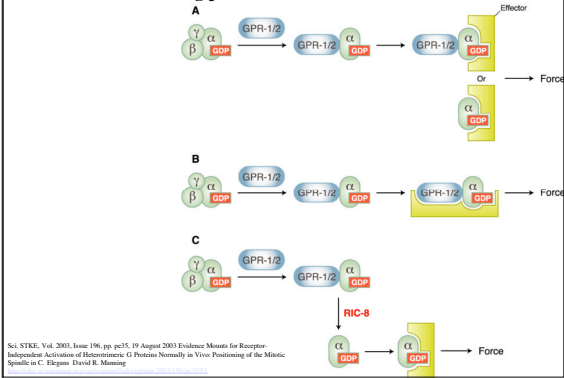 A
Effector
GPR-1/2
γ α
β GDP
GPR-1/2 α
GDP
GPR-1/2 α
GDP
Or
Force
α
GDP
B
GPR-1/2
γ α
β GDP
GPR-1/2 α
GDP
GPR-1/2 α
GDP
Force
C
GPR-1/2
γ α
β GDP
GPR-1/2 α
GDP
RIC-8
α
GDP
α
GDP
Force
Sci. STKE, Vol. 2003, Issue 196, pp. pe35, 19 August 2003 Evidence Mounts for Receptor-
Independent Activation of Heterotrimeric G Proteins Normally in Vivo: Positioning of the Mitotic
Spindle in C. Elegans David R. Manning